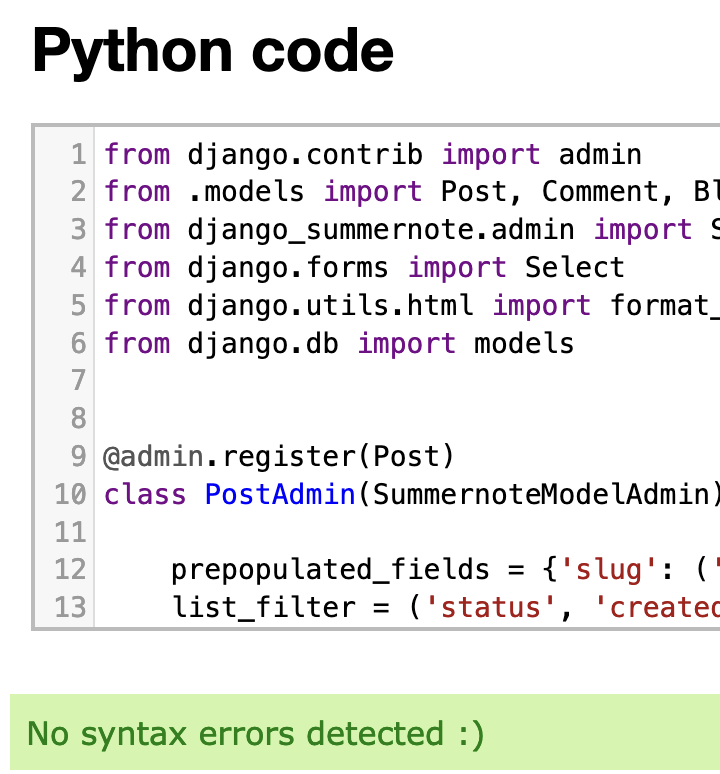 Python code
1 from django.contrib import admin
2 from .models import Post, Comment,
3 from django_summernote.admin import
4 from django.forms import Select
5 from django.utils.html import format_
6 from django.db import models
7
8
9 @admin.register(Post)
10 class PostAdmin(SummernoteModelAdmin)
11
12 prepopulated_fields = {'slug': ('
13 list_filter = ('status', 'created
No syntax errors detected :)